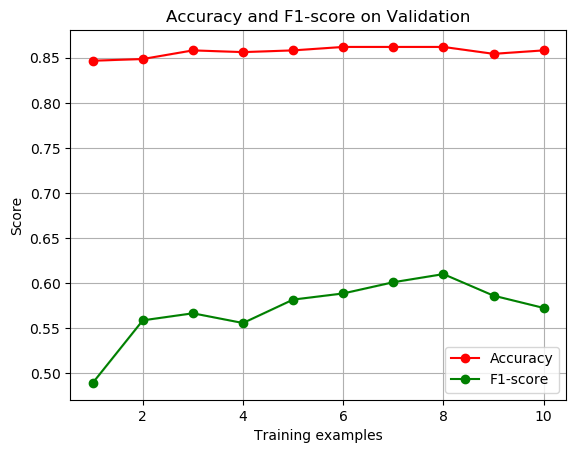 Accuracy and F1-score on Validation
0.85
0.80
0.75
0.70
0.65
0.60
0.55
0.50
Score
Accuracy
F1-score
2 4 6 8 10
Training examples